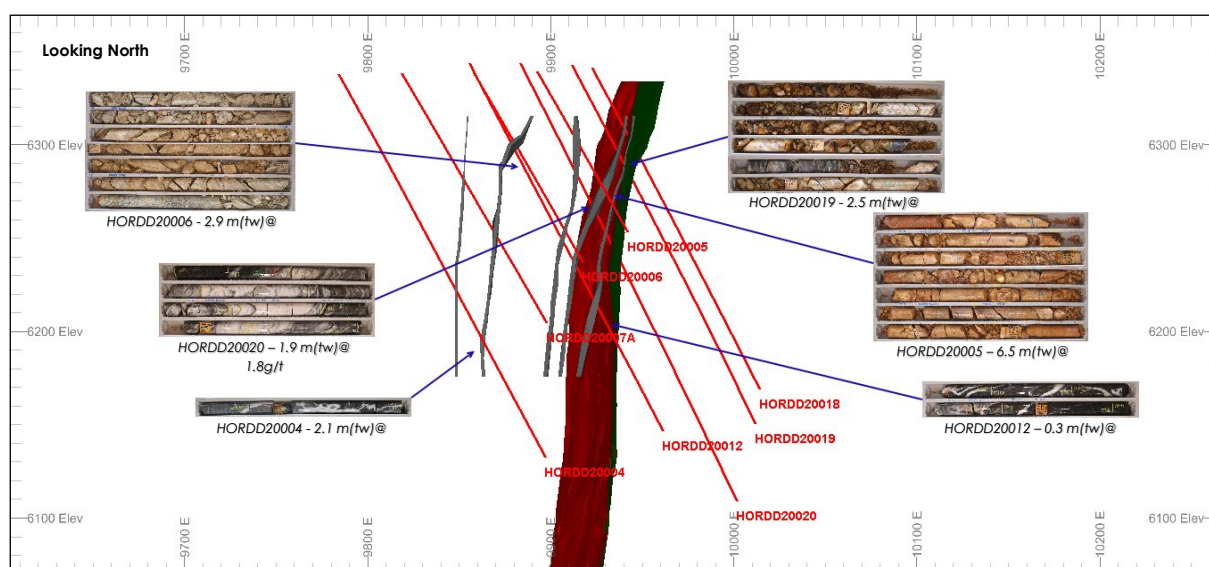 Looking North
9700 E
9800 E
9900 E
10000 E
10100 E
10200 E
6300 Elev
6300 Elev
HORDD20006 - 2.9 m(tw)@
HORDD20019 - 2.5 m(tw)@
HORDD20005
HORDD20006
HORDD20020 – 1.9 m(tw)@
1.8g/t
6200 Elev
6200 Elev
HORDD20007A
HORDD20005 – 6.5 m(tw)@
HORDD20004 - 2.1 m(tw)@
HORDD20018
HORDD20019
HORDD20012
HORDD20012 – 0.3 m(tw)@
HORDD20004
HORDD20020
6100 Elev
6100 Elev
9700 E
9800 E
9900 E
10000 E
10100 E
10200 E